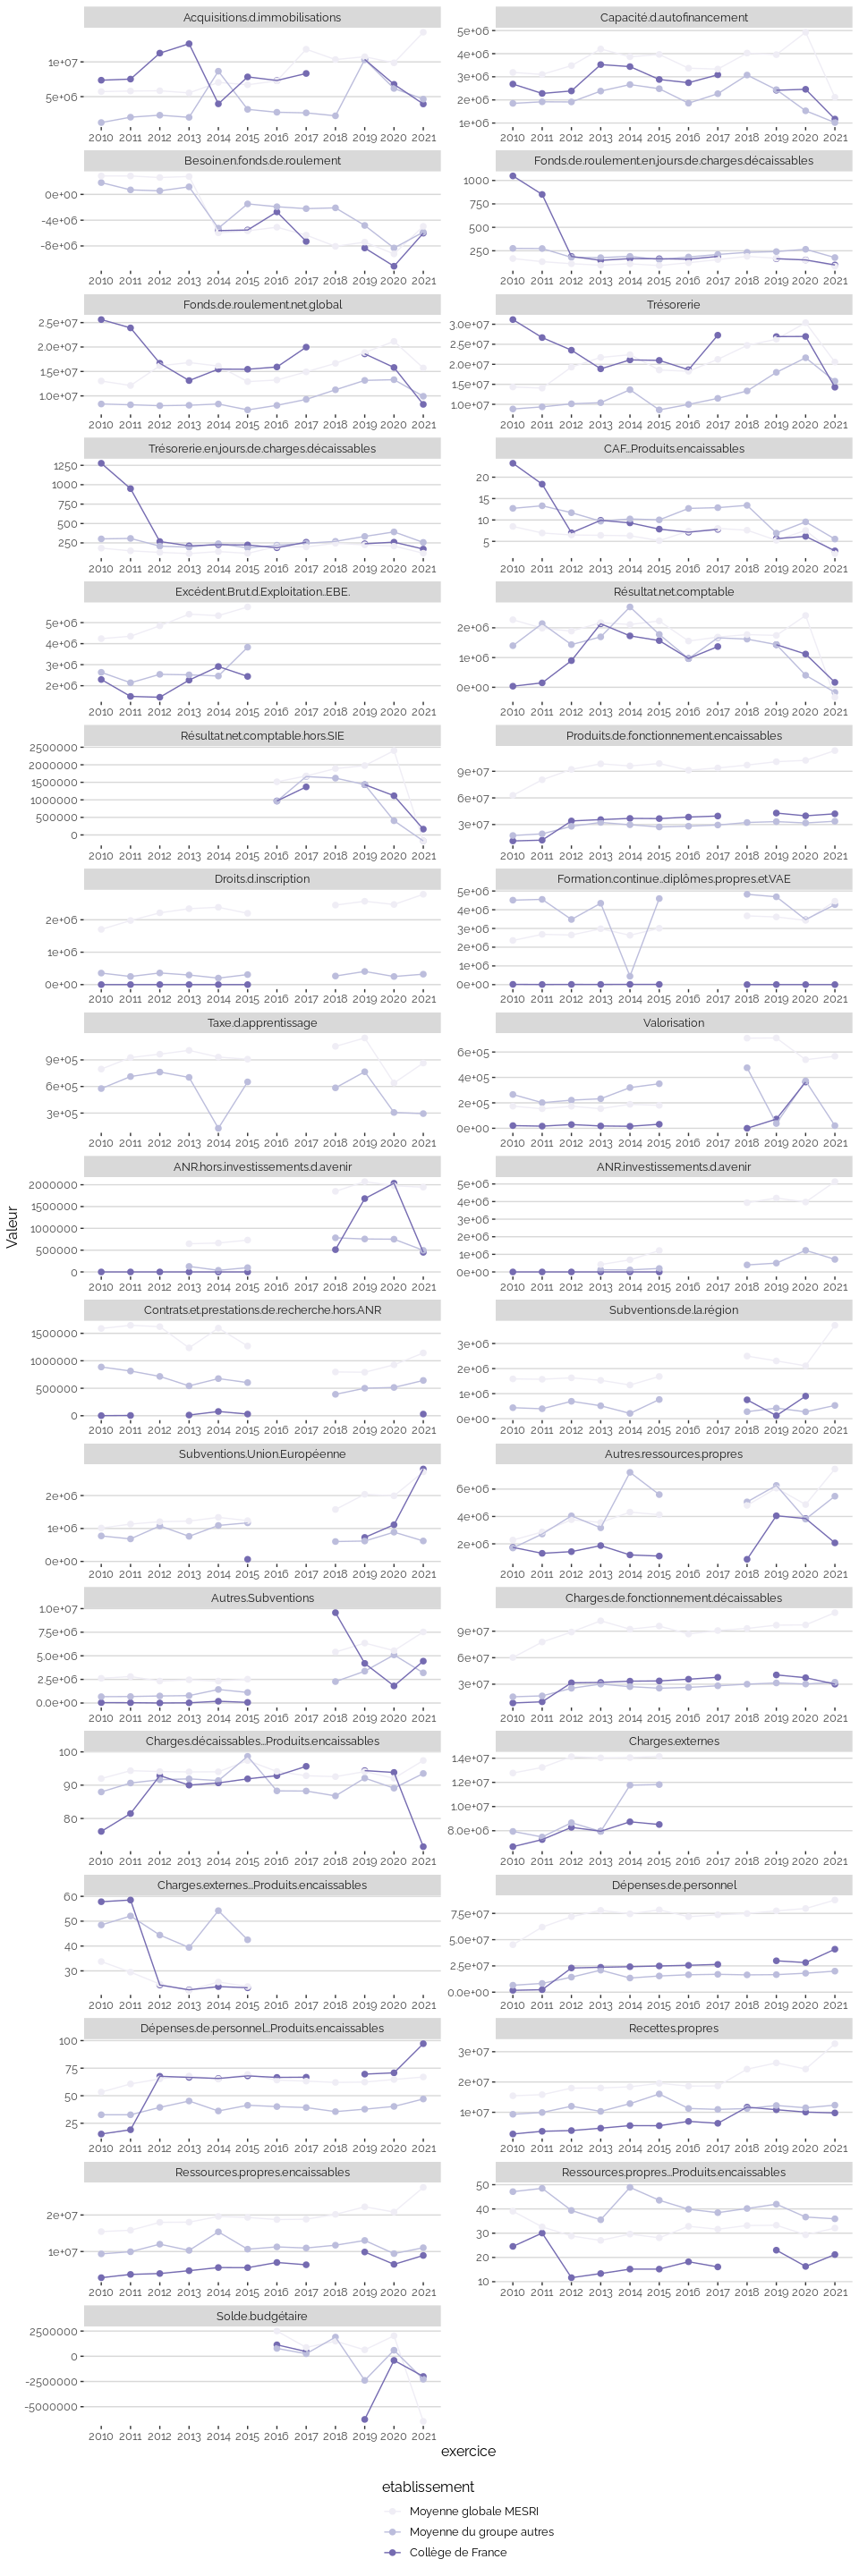 Acquisitions.d.immobilisations
1e+07
5e+06
2010 2011 2012 2013 2014 2015 2016 2017 2018 2019 2020 2021
Capacité.d.autofinancement
5e+06
4e+06
3e+06
2e+06
1e+06
2010 2011 2012 2013 2014 2015 2016 2017 2018 2019 2020 2021
Besoin.en.fonds.de.roulement
0e+00
-4e+06
-8e+06
2010 2011 2012 2013 2014 2015 2016 2017 2018 2019 2020 2021
Fonds.de.roulement.en.jours.de.charges.décaissables
1000
750
500
250
2010 2011 2012 2013 2014 2015 2016 2017 2018 2019 2020 2021
Fonds.de.roulement.net.global
2.5e+07
2.0e+07
1.5e+07
1.0e+07
2010 2011 2012 2013 2014 2015 2016 2017 2018 2019 2020 2021
Trésorerie
3.0e+07
2.5e+07
2.0e+07
1.5e+07
1.0e+07
2010 2011 2012 2013 2014 2015 2016 2017 2018 2019 2020 2021
Trésorerie.en.jours.de.charges.décaissables
1250
1000
750
500
250
2010 2011 2012 2013 2014 2015 2016 2017 2018 2019 2020 2021
CAF...Produits.encaissables
20
15
10
5
2010 2011 2012 2013 2014 2015 2016 2017 2018 2019 2020 2021
Excédent.Brut.d.Exploitation..EBE.
5e+06
4e+06
3e+06
2e+06
2010 2011 2012 2013 2014 2015 2016 2017 2018 2019 2020 2021
Résultat.net.comptable
2e+06
1e+06
0e+00
2010 2011 2012 2013 2014 2015 2016 2017 2018 2019 2020 2021
Résultat.net.comptable.hors.SIE
2500000
2000000
1500000
1000000
500000
0
2010 2011 2012 2013 2014 2015 2016 2017 2018 2019 2020 2021
Produits.de.fonctionnement.encaissables
9e+07
6e+07
3e+07
2010 2011 2012 2013 2014 2015 2016 2017 2018 2019 2020 2021
Droits.d.inscription
2e+06
1e+06
0e+00
2010 2011 2012 2013 2014 2015 2016 2017 2018 2019 2020 2021
Formation.continue..diplômes.propres.et.VAE
5e+06
4e+06
3e+06
2e+06
1e+06
0e+00
2010 2011 2012 2013 2014 2015 2016 2017 2018 2019 2020 2021
Taxe.d.apprentissage
9e+05
6e+05
3e+05
2010 2011 2012 2013 2014 2015 2016 2017 2018 2019 2020 2021
Valorisation
6e+05
4e+05
2e+05
0e+00
2010 2011 2012 2013 2014 2015 2016 2017 2018 2019 2020 2021
Valeur
ANR.hors.investissements.d.avenir
2000000
1500000
1000000
500000
0
2010 2011 2012 2013 2014 2015 2016 2017 2018 2019 2020 2021
ANR.investissements.d.avenir
5e+06
4e+06
3e+06
2e+06
1e+06
0e+00
2010 2011 2012 2013 2014 2015 2016 2017 2018 2019 2020 2021
Contrats.et.prestations.de.recherche.hors.ANR
1500000
1000000
500000
0
2010 2011 2012 2013 2014 2015 2016 2017 2018 2019 2020 2021
Subventions.de.la.région
3e+06
2e+06
1e+06
0e+00
2010 2011 2012 2013 2014 2015 2016 2017 2018 2019 2020 2021
Subventions.Union.Européenne
2e+06
1e+06
0e+00
2010 2011 2012 2013 2014 2015 2016 2017 2018 2019 2020 2021
Autres.ressources.propres
6e+06
4e+06
2e+06
2010 2011 2012 2013 2014 2015 2016 2017 2018 2019 2020 2021
Autres.Subventions
1.0e+07
7.5e+06
5.0e+06
2.5e+06
0.0e+00
2010 2011 2012 2013 2014 2015 2016 2017 2018 2019 2020 2021
Charges.de.fonctionnement.décaissables
9e+07
6e+07
3e+07
2010 2011 2012 2013 2014 2015 2016 2017 2018 2019 2020 2021
Charges.décaissables...Produits.encaissables
100
90
80
2010 2011 2012 2013 2014 2015 2016 2017 2018 2019 2020 2021
Charges.externes
1.4e+07
1.2e+07
1.0e+07
8.0e+06
2010 2011 2012 2013 2014 2015 2016 2017 2018 2019 2020 2021
Charges.externes...Produits.encaissables
60
50
40
30
2010 2011 2012 2013 2014 2015 2016 2017 2018 2019 2020 2021
Dépenses.de.personnel
7.5e+07
5.0e+07
2.5e+07
0.0e+00
2010 2011 2012 2013 2014 2015 2016 2017 2018 2019 2020 2021
Dépenses.de.personnel...Produits.encaissables
100
75
50
25
2010 2011 2012 2013 2014 2015 2016 2017 2018 2019 2020 2021
Recettes.propres
3e+07
2e+07
1e+07
2010 2011 2012 2013 2014 2015 2016 2017 2018 2019 2020 2021
Ressources.propres.encaissables
2e+07
1e+07
2010 2011 2012 2013 2014 2015 2016 2017 2018 2019 2020 2021
Ressources.propres...Produits.encaissables
50
40
30
20
10
2010 2011 2012 2013 2014 2015 2016 2017 2018 2019 2020 2021
Solde.budgétaire
2500000
0
-2500000
-5000000
2010 2011 2012 2013 2014 2015 2016 2017 2018 2019 2020 2021
exercice
etablissement
Moyenne globale MESRI
Moyenne du groupe autres
Collège de France